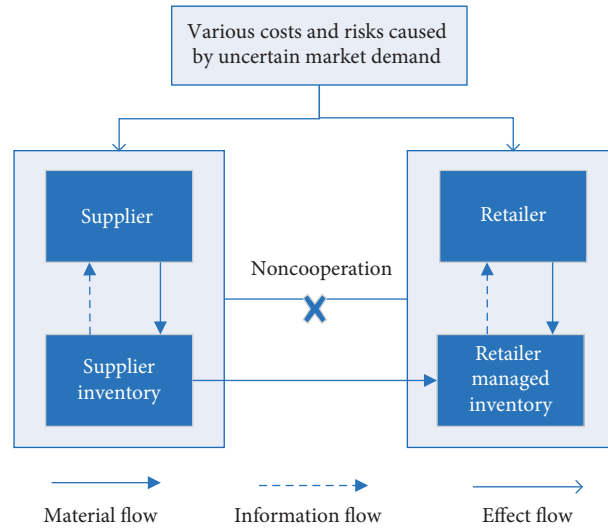 Various costs and risks caused
by uncertain market demand
Supplier
Retailer
Noncooperation
Supplier
inventory
Retailer
managed
inventory
Material flow
Information flow
Effect flow